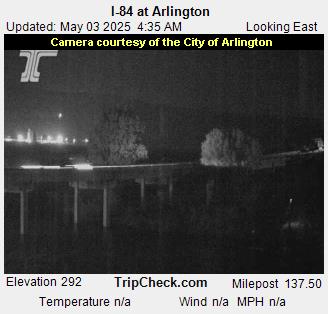 I-84 at Arlington
Updated: May 03 2025 4:35 AM Looking East
Camera courtesy of the City of Arlington
Elevation 292 TripCheck.com Milepost 137.50
Temperature n/a Wind n/a MPH n/a